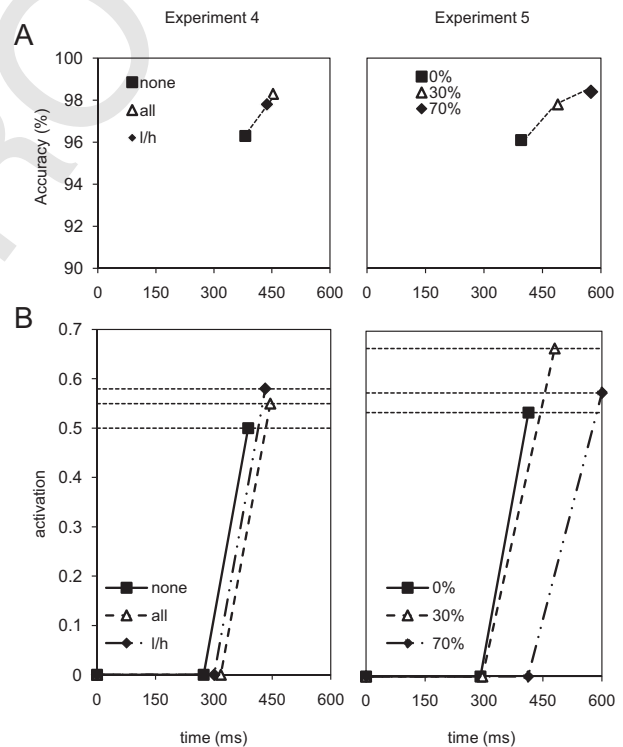 Experiment 4
Experiment 5
A
100
98
96
94
92
90
Accuracy (%)
none
all
l/h
0%
30%
70%
0 150 300 450 600
0 150 300 450 600
B
0.7
0.6
0.5
0.4
0.3
0.2
0.1
0
activation
none
all
l/h
0%
30%
70%
0 150 300 450 600
0 150 300 450 600
time (ms)
time (ms)